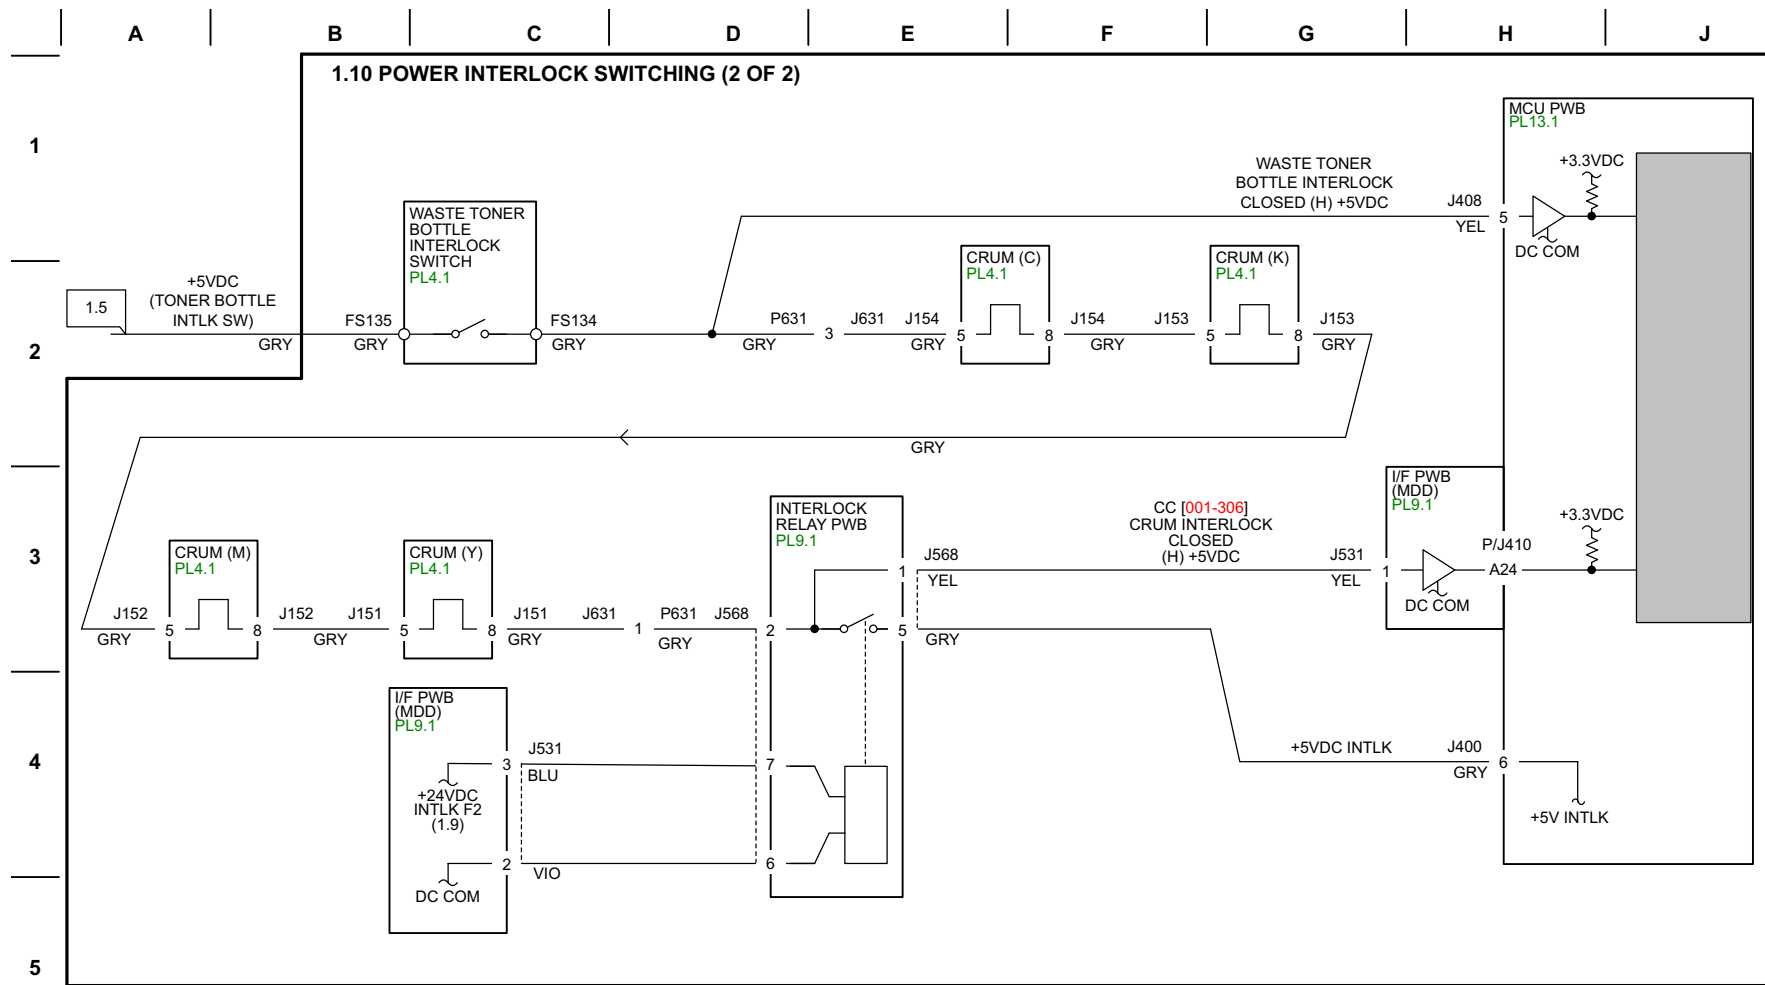 A B C D E F G H J
1.10 POWER INTERLOCK SWITCHING (2 OF 2)
1
2
3
4
5
MCU PWB
PL13.1
+3.3VDC
WASTE TONER
BOTTLE INTERLOCK
CLOSED (H) +5VDC
J408
YEL
5
DC COM
WASTE TONER
BOTTLE
INTERLOCK
SWITCH
PL4.1
CRUM (C)
PL4.1
CRUM (K)
PL4.1
1.5
+5VDC
(TONER BOTTLE
INTLK SW)
GRY
FS135
GRY
FS134
GRY
P631
GRY
3
J631
J154
GRY
5
8
J154
GRY
J153
5
8
J153
GRY
GRY
INTERLOCK
RELAY PWB
PL9.1
CC [001-306]
CRUM INTERLOCK
CLOSED
(H) +5VDC
I/F PWB
(MDD)
PL9.1
+3.3VDC
CRUM (M)
PL4.1
CRUM (Y)
PL4.1
1
J568
YEL
J531
YEL
1
P/J410
A24
DC COM
J152
GRY
5
8
J152
GRY
J151
5
8
J151
GRY
J631
1
P631
GRY
J568
2
5
GRY
I/F PWB
(MDD)
PL9.1
3
J531
BLU
7
+24VDC
INTLK F2
(1.9)
2
VIO
6
DC COM
+5VDC INTLK
J400
GRY
6
+5V INTLK